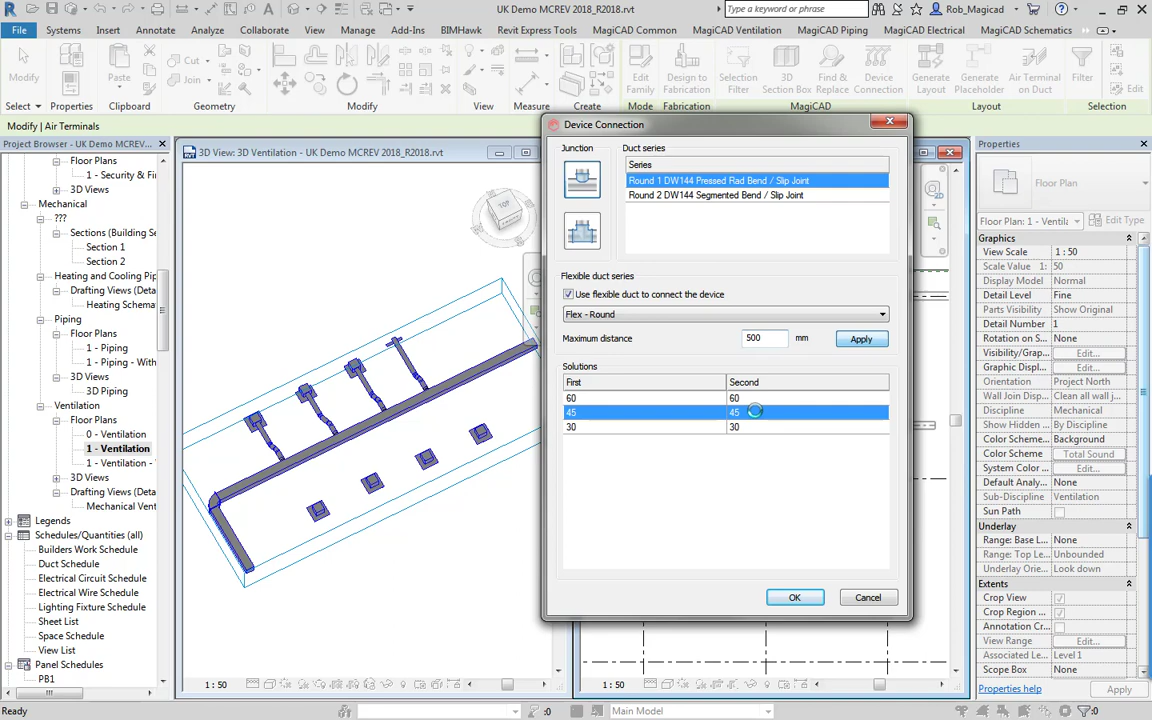 UK Demo MCREV 2018_R2018.rvt
Type a keyword or phrase
Rob_Magicad
File Systems Insert Annotate Analyze Collaborate View Manage Add-Ins BIMHawk Revit Express Tools MagiCAD Common MagiCAD Ventilation MagiCAD Piping MagiCAD Electrical MagiCAD Schematics
Modify
Paste
Cut
Join
Edit Family
Design to Fabrication
Selection Filter
3D Section Box
Find & Replace
Device Connection
Generate Layout
Generate Placeholder
Air Terminal on Duct
Filter
Edit
Select Properties Clipboard Geometry Modify View Measure Create Mode Fabrication MagiCAD Layout Selection
Modify | Air Terminals
Project Browser - UK Demo MCREV...
Floor Plans
1 - Security & Fi
3D Views
Mechanical
???
Sections (Building Se
Section 1
Section 2
Heating and Cooling Pip
Drafting Views (Detai
Heating Schema
Piping
Floor Plans
1 - Piping
1 - Piping - With
3D Views
3D Piping
Ventilation
Floor Plans
0 - Ventilation
1 - Ventilation
1 - Ventilation -
3D Views
Drafting Views (Detai
Mechanical Vent
Legends
Schedules/Quantities (all)
Builders Work Schedule
Duct Schedule
Electrical Circuit Schedule
Electrical Wire Schedule
Lighting Fixture Schedule
Sheet List
Space Schedule
View List
Panel Schedules
PB1
3D View: 3D Ventilation - UK Demo MCREV 2018_R2018.rvt
TOP
1 : 50
Device Connection
Junction
Duct series
Series
Round 1 DW144 Pressed Rad Bend / Slip Joint
Round 2 DW144 Segmented Bend / Slip Joint
Flexible duct series
Use flexible duct to connect the device
Flex - Round
Maximum distance 500 mm Apply
Solutions
First Second
60 60
45 45
30 30
OK Cancel
1 : 50
Properties
Floor Plan
Floor Plan: 1 - Ventila Edit Type
Graphics
View Scale 1 : 50
Scale Value 1: 50
Display Model Normal
Detail Level Fine
Parts Visibility Show Original
Detail Number 1
Rotation on S... None
Visibility/Grap... Edit...
Graphic Displ... Edit...
Orientation Project North
Wall Join Disp... Clean all wall j...
Discipline Mechanical
Show Hidden ... By Discipline
Color Scheme... Background
Color Scheme Total Sound
System Color ... Edit...
Default Analy... None
Sub-Discipline Ventilation
Sun Path
Underlay
Range: Base L... None
Range: Top Le... Unbounded
Underlay Orie... Look down
Extents
Crop View
Crop Region ...
Annotation Cr...
View Range Edit...
Associated Le... Level 1
Scope Box None
Properties help Apply
Ready
:0
Main Model
:0